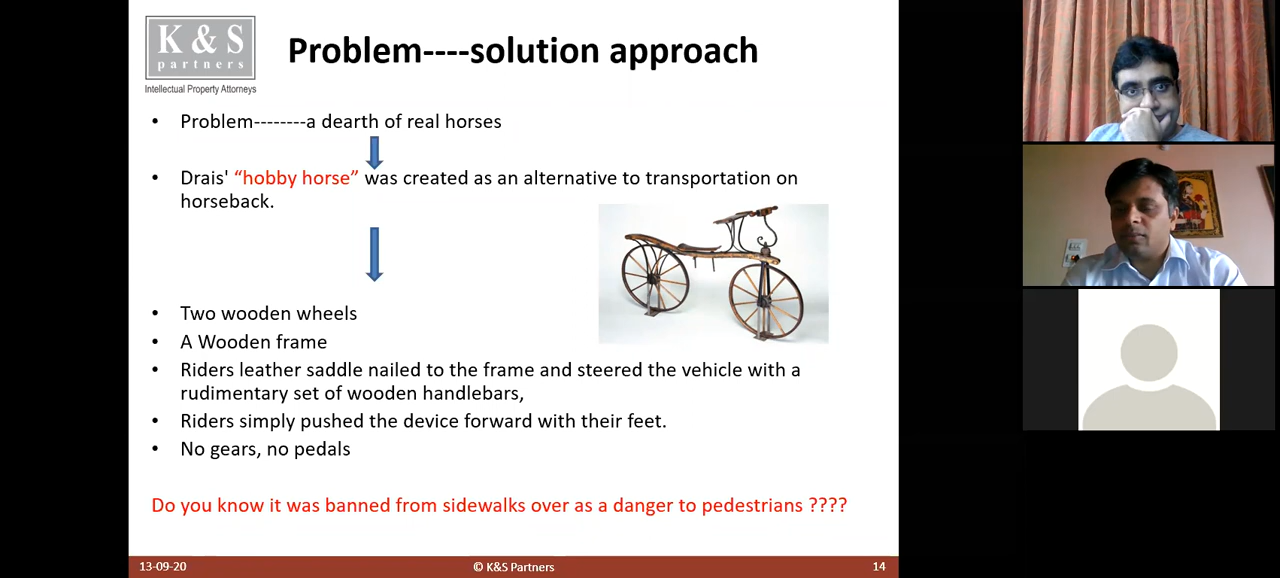 K & S
partners
Intellectual Property Attorneys
Problem----solution approach
• Problem--------a dearth of real horses
• Drais' “hobby horse” was created as an alternative to transportation on
horseback.
• Two wooden wheels
• A Wooden frame
• Riders leather saddle nailed to the frame and steered the vehicle with a
rudimentary set of wooden handlebars,
• Riders simply pushed the device forward with their feet.
• No gears, no pedals
Do you know it was banned from sidewalks over as a danger to pedestrians ????
13-09-20
© K&S Partners
14